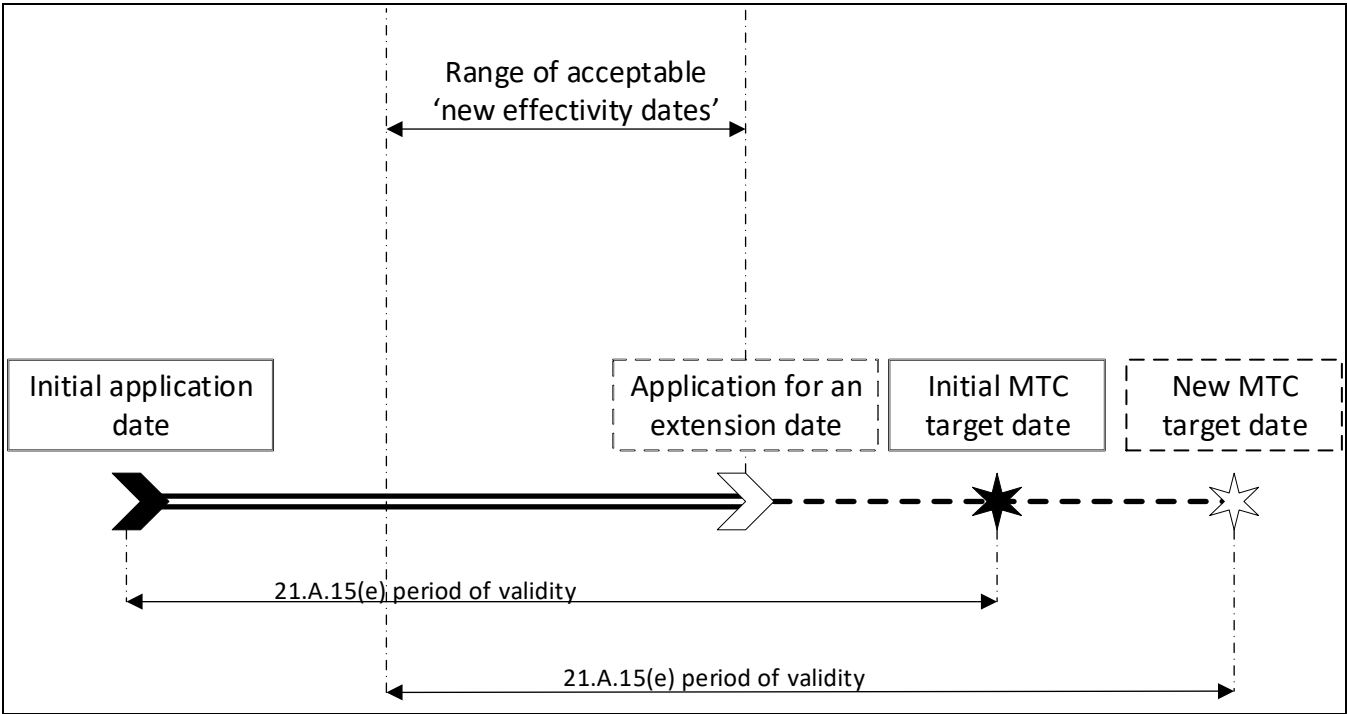 Range of acceptable
‘new effectivity dates’
Initial application
date
Application for an
extension date
Initial MTC
target date
New MTC
target date
21.A.15(e) period of validity
21.A.15(e) period of validity